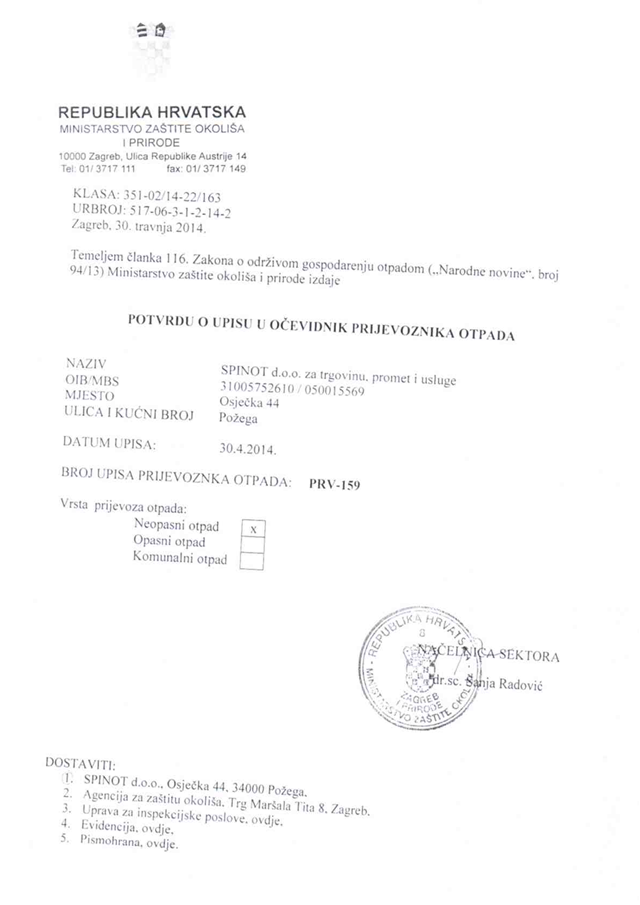 REPUBLIKA HRVATSKA
MINISTARSTVO ZAŠTITE OKOLIŠA
I PRIRODE
10000 Zagreb, Ulica Republike Austrije 14
Tel: 01/ 3717 111 fax: 01/ 3717 149
KLASA: 351-02/14-22/163
URBROJ: 517-06-3-1-2-14-2
Zagreb, 30. travnja 2014.
Temeljem članka 116. Zakona o održivom gospodarenju otpadom („Narodne novine“, broj
94/13) Ministarstvo zaštite okoliša i prirode izdaje
POTVRDU O UPISU U OČEVIDNIK PRIJEVOZNIKA OTPADA
NAZIV SPINOT d.o.o. za trgovinu, promet i usluge
OIB/MBS 31005752610 / 050015569
MJESTO Osječka 44
ULICA I KUĆNI BROJ Požega
DATUM UPISA: 30.4.2014.
BROJ UPISA PRIJEVOZNKA OTPADA: PRV-159
Vrsta prijevoza otpada:
Neopasni otpad x
Opasni otpad
Komunalni otpad
REPUBLIKA HRVATSKA
8
MINISTARSTVO ZAŠTITE OKOLIŠA
I PRIRODE
ZAGREB
NAČELNICA SEKTORA
dr.sc. Sanja Radović
DOSTAVITI:
1. SPINOT d.o.o., Osječka 44, 34000 Požega,
2. Agencija za zaštitu okoliša, Trg Maršala Tita 8, Zagreb,
3. Uprava za inspekcijske poslove, ovdje,
4. Evidencija, ovdje,
5. Pismohrana, ovdje.